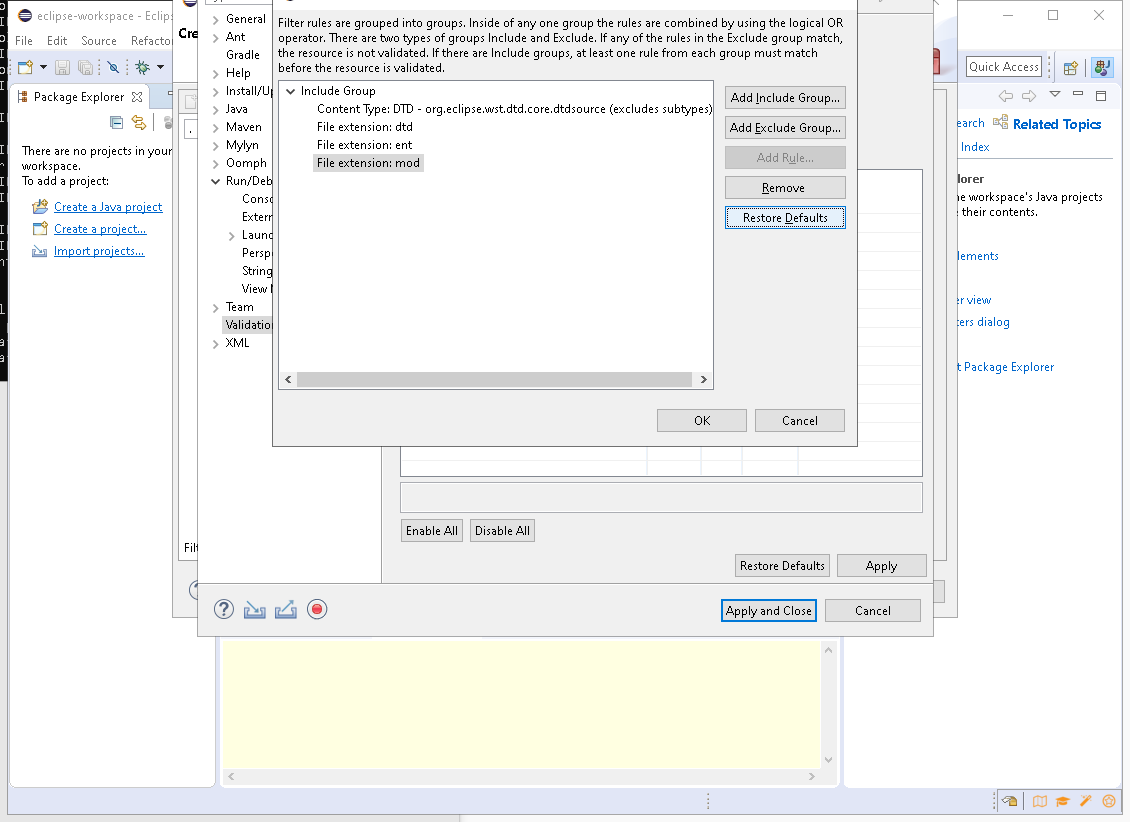 eclipse-workspace - Eclips
File Edit Source Refacto
Package Explorer
There are no projects in your
workspace.
To add a project:
Create a Java project
Create a project...
Import projects...
Cre
Filt
General
Ant
Gradle
Help
Install/Up
Java
Maven
Mylyn
Oomph
Run/Deb
Conso
Extern
Launc
Persp
String
View M
Team
Validation
XML
Filter rules are grouped into groups. Inside of any one group the rules are combined by using the logical OR
operator. There are two types of groups Include and Exclude. If any of the rules in the Exclude group match,
the resource is not validated. If there are Include groups, at least one rule from each group must match
before the resource is validated.
Include Group
Content Type: DTD - org.eclipse.wst.dtd.core.dtdsource (excludes subtypes)
File extension: dtd
File extension: ent
File extension: mod
Add Include Group...
Add Exclude Group...
Add Rule...
Remove
Restore Defaults
OK Cancel
Enable All Disable All
Restore Defaults Apply
Apply and Close Cancel
Quick Access
earch Related Topics
Index
lorer
ne workspace's Java projects
their contents.
lements
er view
ters dialog
t Package Explorer